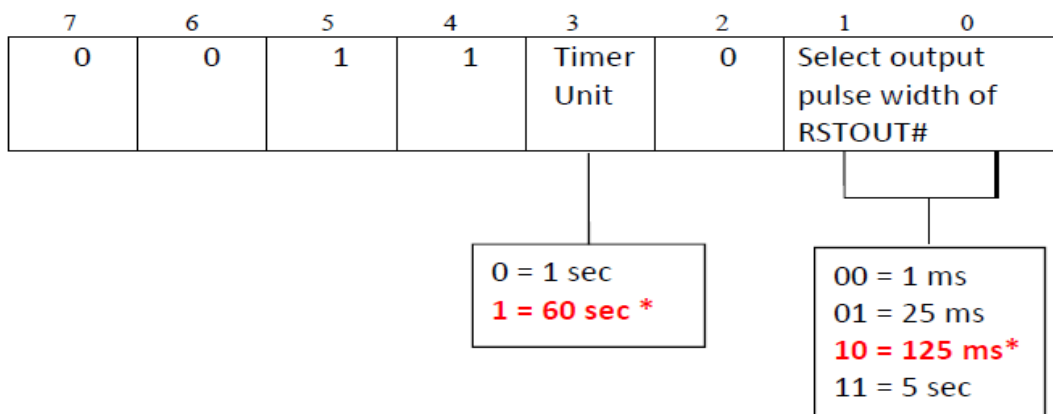 7 6 5 4 3 2 1 0
0 0 1 1 Timer Unit 0 Select output pulse width of RSTOUT#
0 = 1 sec
1 = 60 sec *
00 = 1 ms
01 = 25 ms
10 = 125 ms*
11 = 5 sec